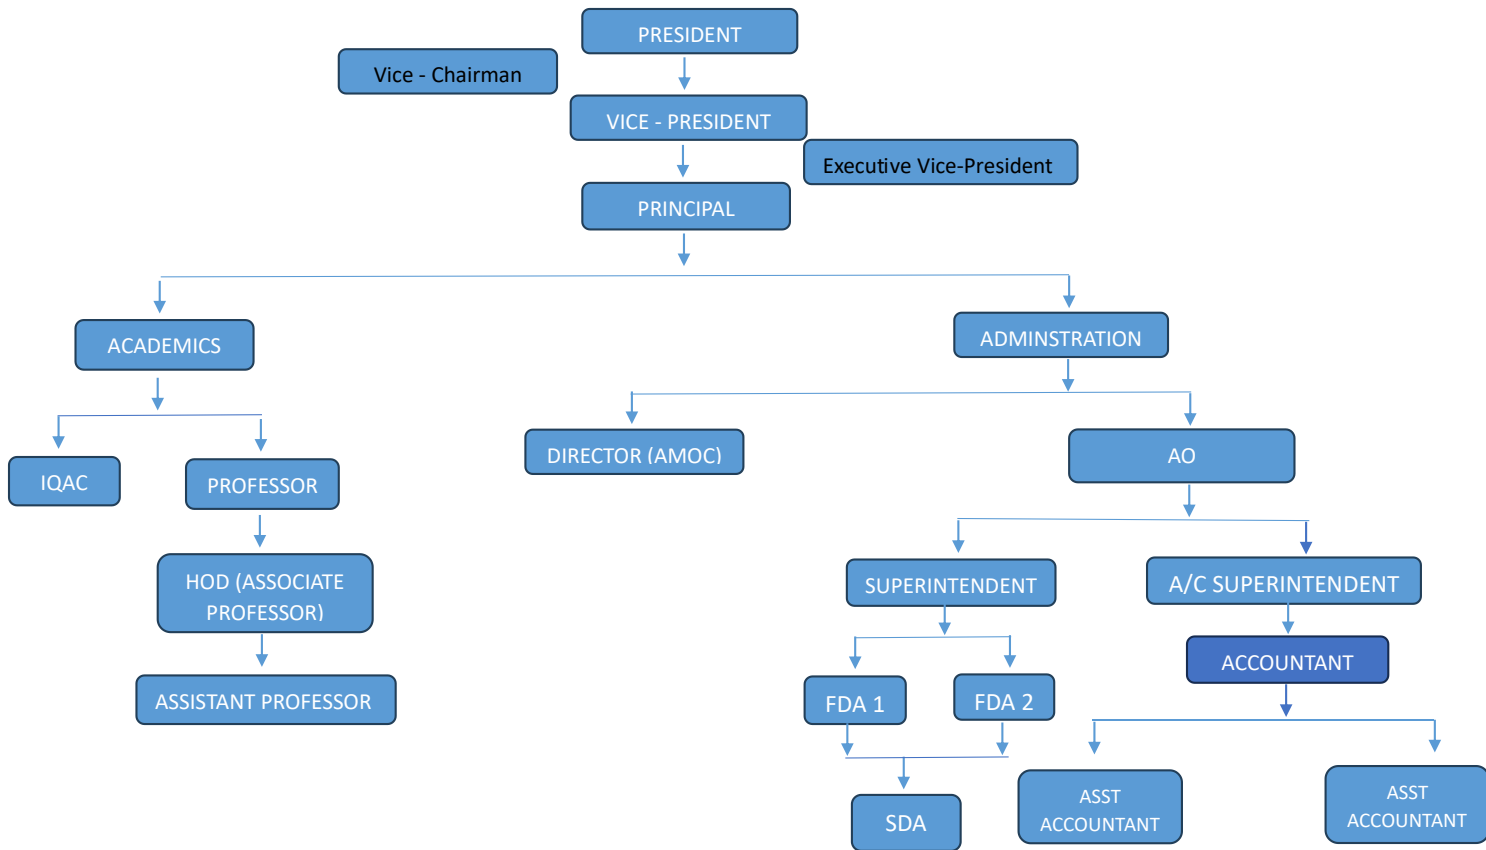 PRESIDENT
Vice - Chairman
VICE - PRESIDENT
Executive Vice-President
PRINCIPAL
ACADEMICS
ADMINSTRATION
DIRECTOR (AMOC)
AO
IQAC
PROFESSOR
HOD (ASSOCIATE
PROFESSOR)
SUPERINTENDENT
A/C SUPERINTENDENT
ACCOUNTANT
ASSISTANT PROFESSOR
FDA 1
FDA 2
SDA
ASST
ACCOUNTANT
ASST
ACCOUNTANT